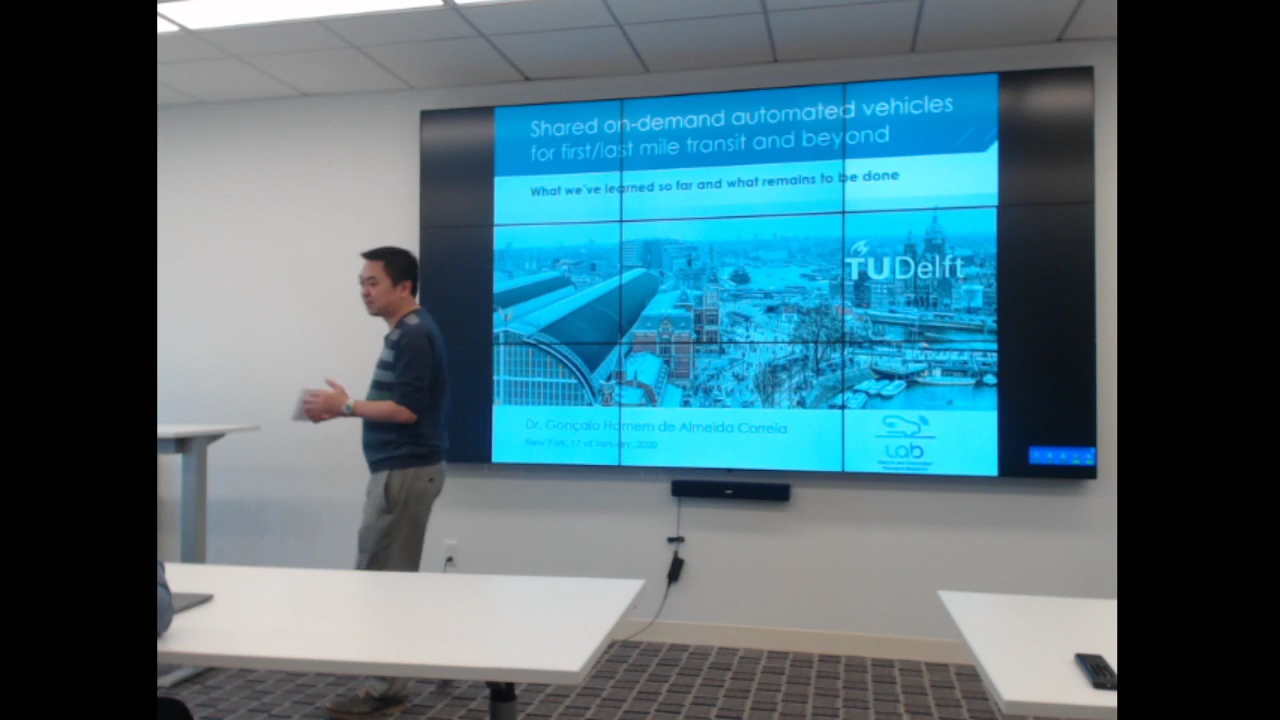 Shared on-demand automated vehicles
for first/last mile transit and beyond
What we've learned so far and what remains to be done
TUDelft
Dr. Gonçalo Homem de Almeida Correia
New York, 17 of January, 2020
Lab